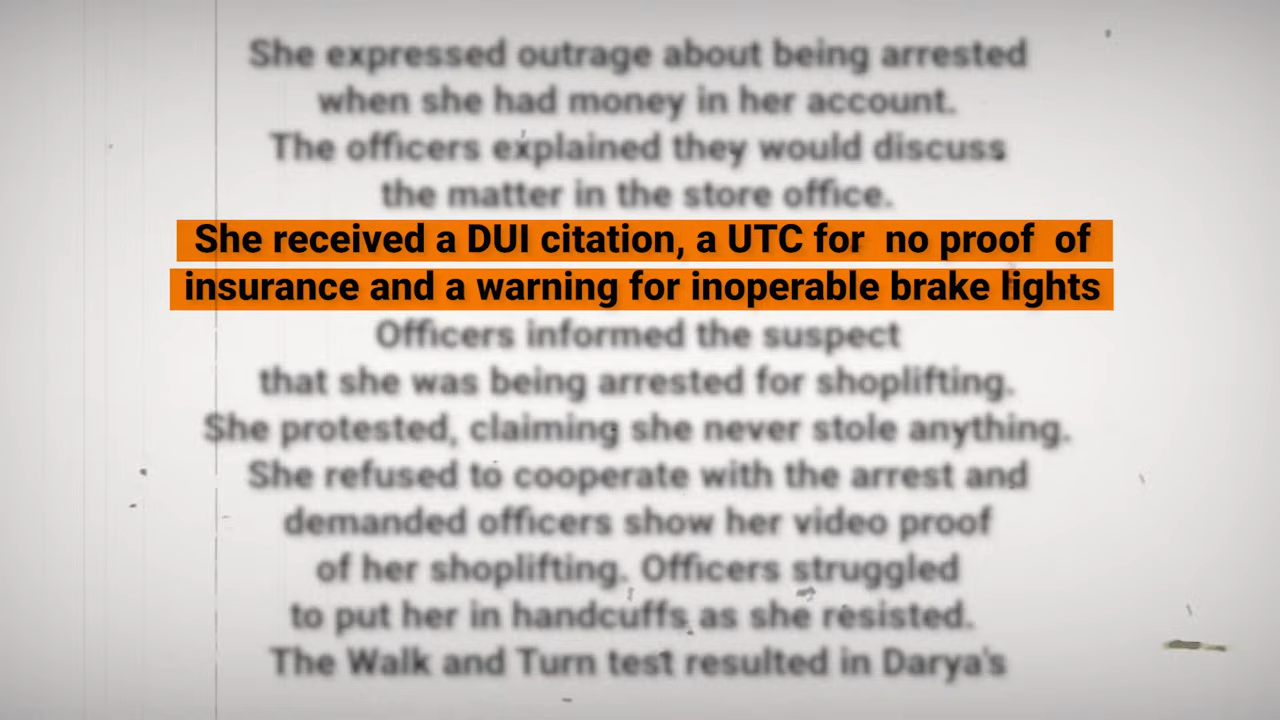 She expressed outrage about being arrested
when she had money in her account.
The officers explained they would discuss
the matter in the store office.
She received a DUI citation, a UTC for no proof of
insurance and a warning for inoperable brake lights
Officers informed the suspect
that she was being arrested for shoplifting.
She protested, claiming she never stole anything.
She refused to cooperate with the arrest and
demanded officers show her video proof
of her shoplifting. Officers struggled
to put her in handcuffs as she resisted.
The Walk and Turn test resulted in Darya's